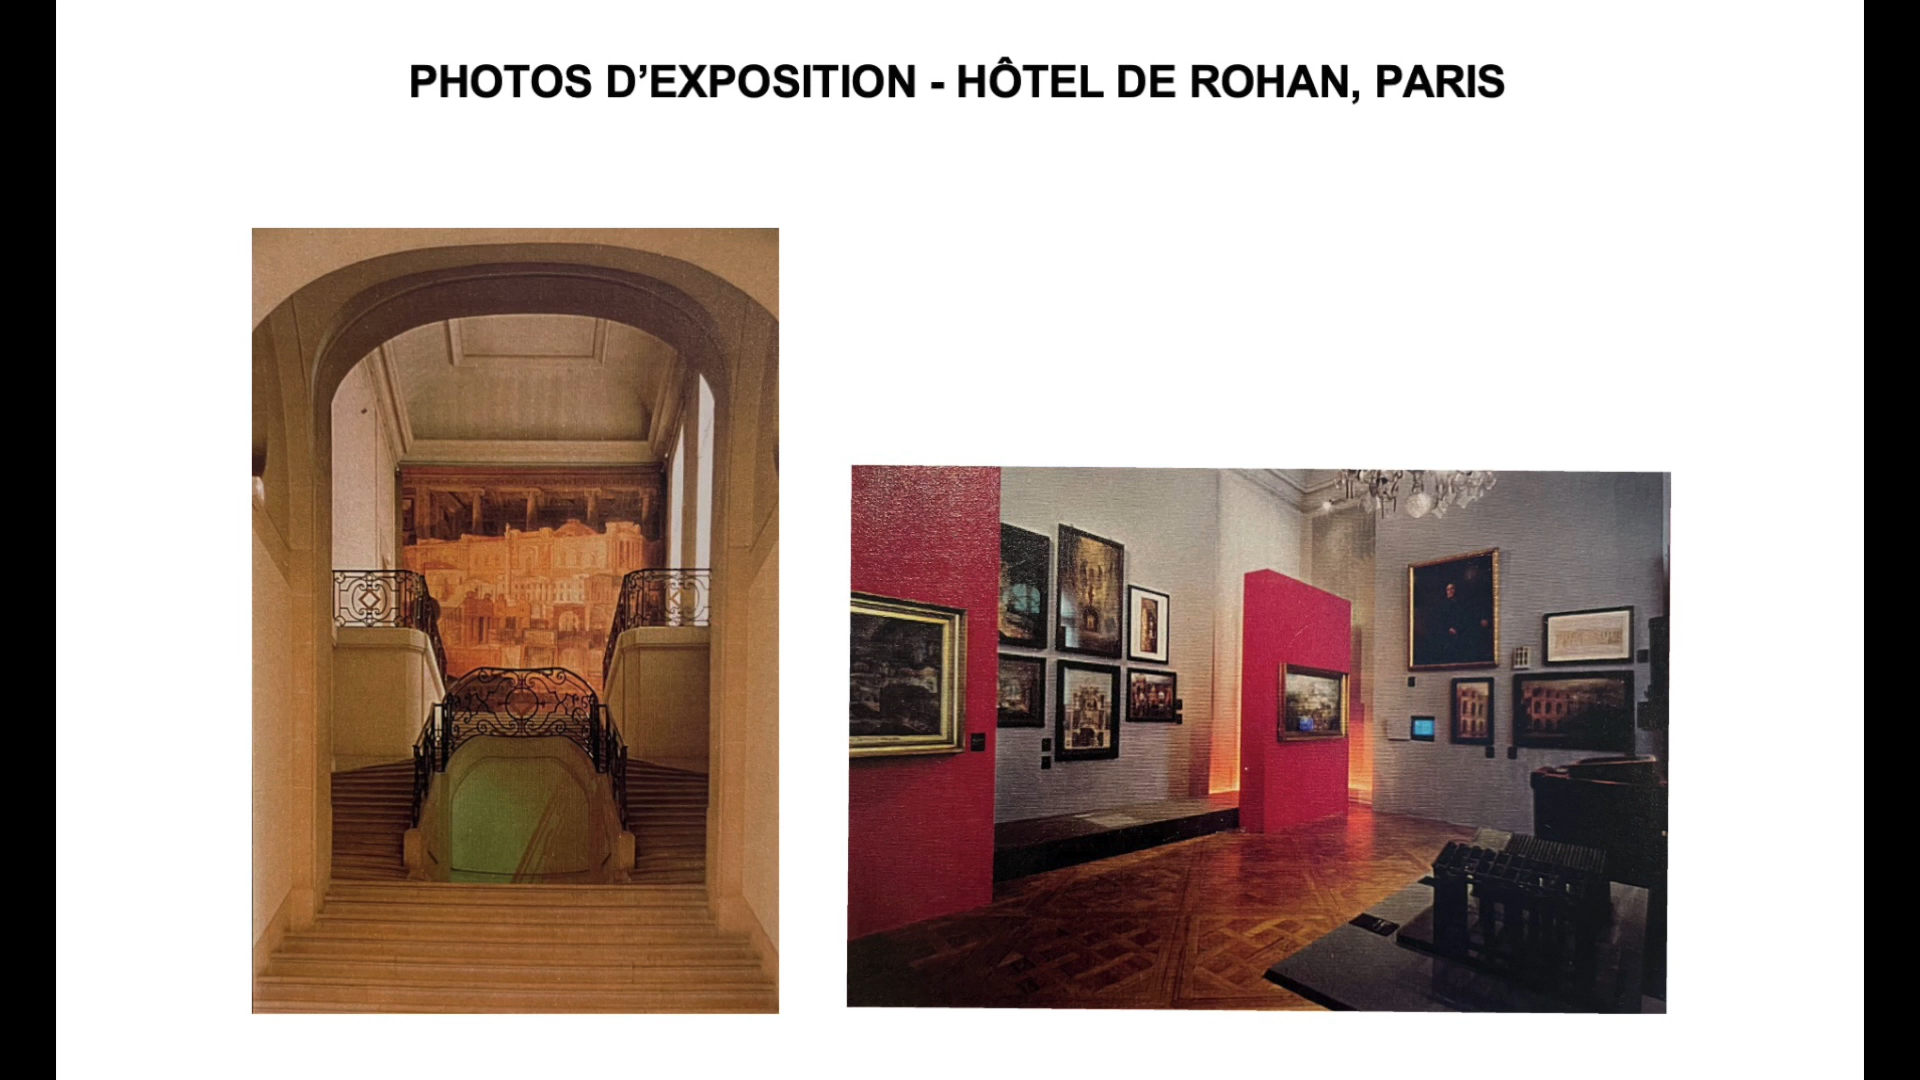 PHOTOS D’EXPOSITION - HÔTEL DE ROHAN, PARIS